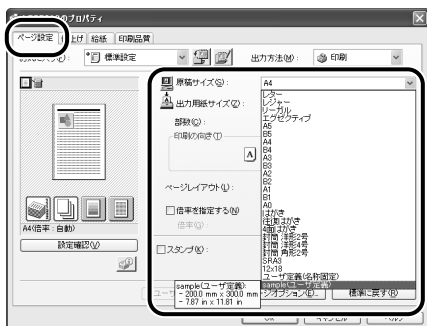 のプロパティ
ページ設定 上げ 給紙 印刷品質
標準設定
出力方法(M): 印刷
原稿サイズ(S): A4
出力用紙サイズ(Z):
部数(C):
印刷の向き(T)
A
ページレイアウト(L):
倍率を指定する(N)
倍率(G):
スタンプ(K):
A4(倍率:自動)
設定確認(V)
レター
レジャー
リーガル
エグゼクティブ
A5
B5
A4
B4
A3
B3
A2
B2
A1
B1
A0
はがき
往復はがき
4面はがき
封筒 洋形2号
封筒 洋形4号
封筒 角形2号
SRA3
12x18
ユーザ定義(名称固定)
sample(ユーザ定義)
sample(ユーザ定義)
- 200.0 mm x 300.0 mm
- 7.87 in x 11.81 in
ユーザ
ジオプション(E)...
標準に戻す(R)
OK キャンセル ヘルプ